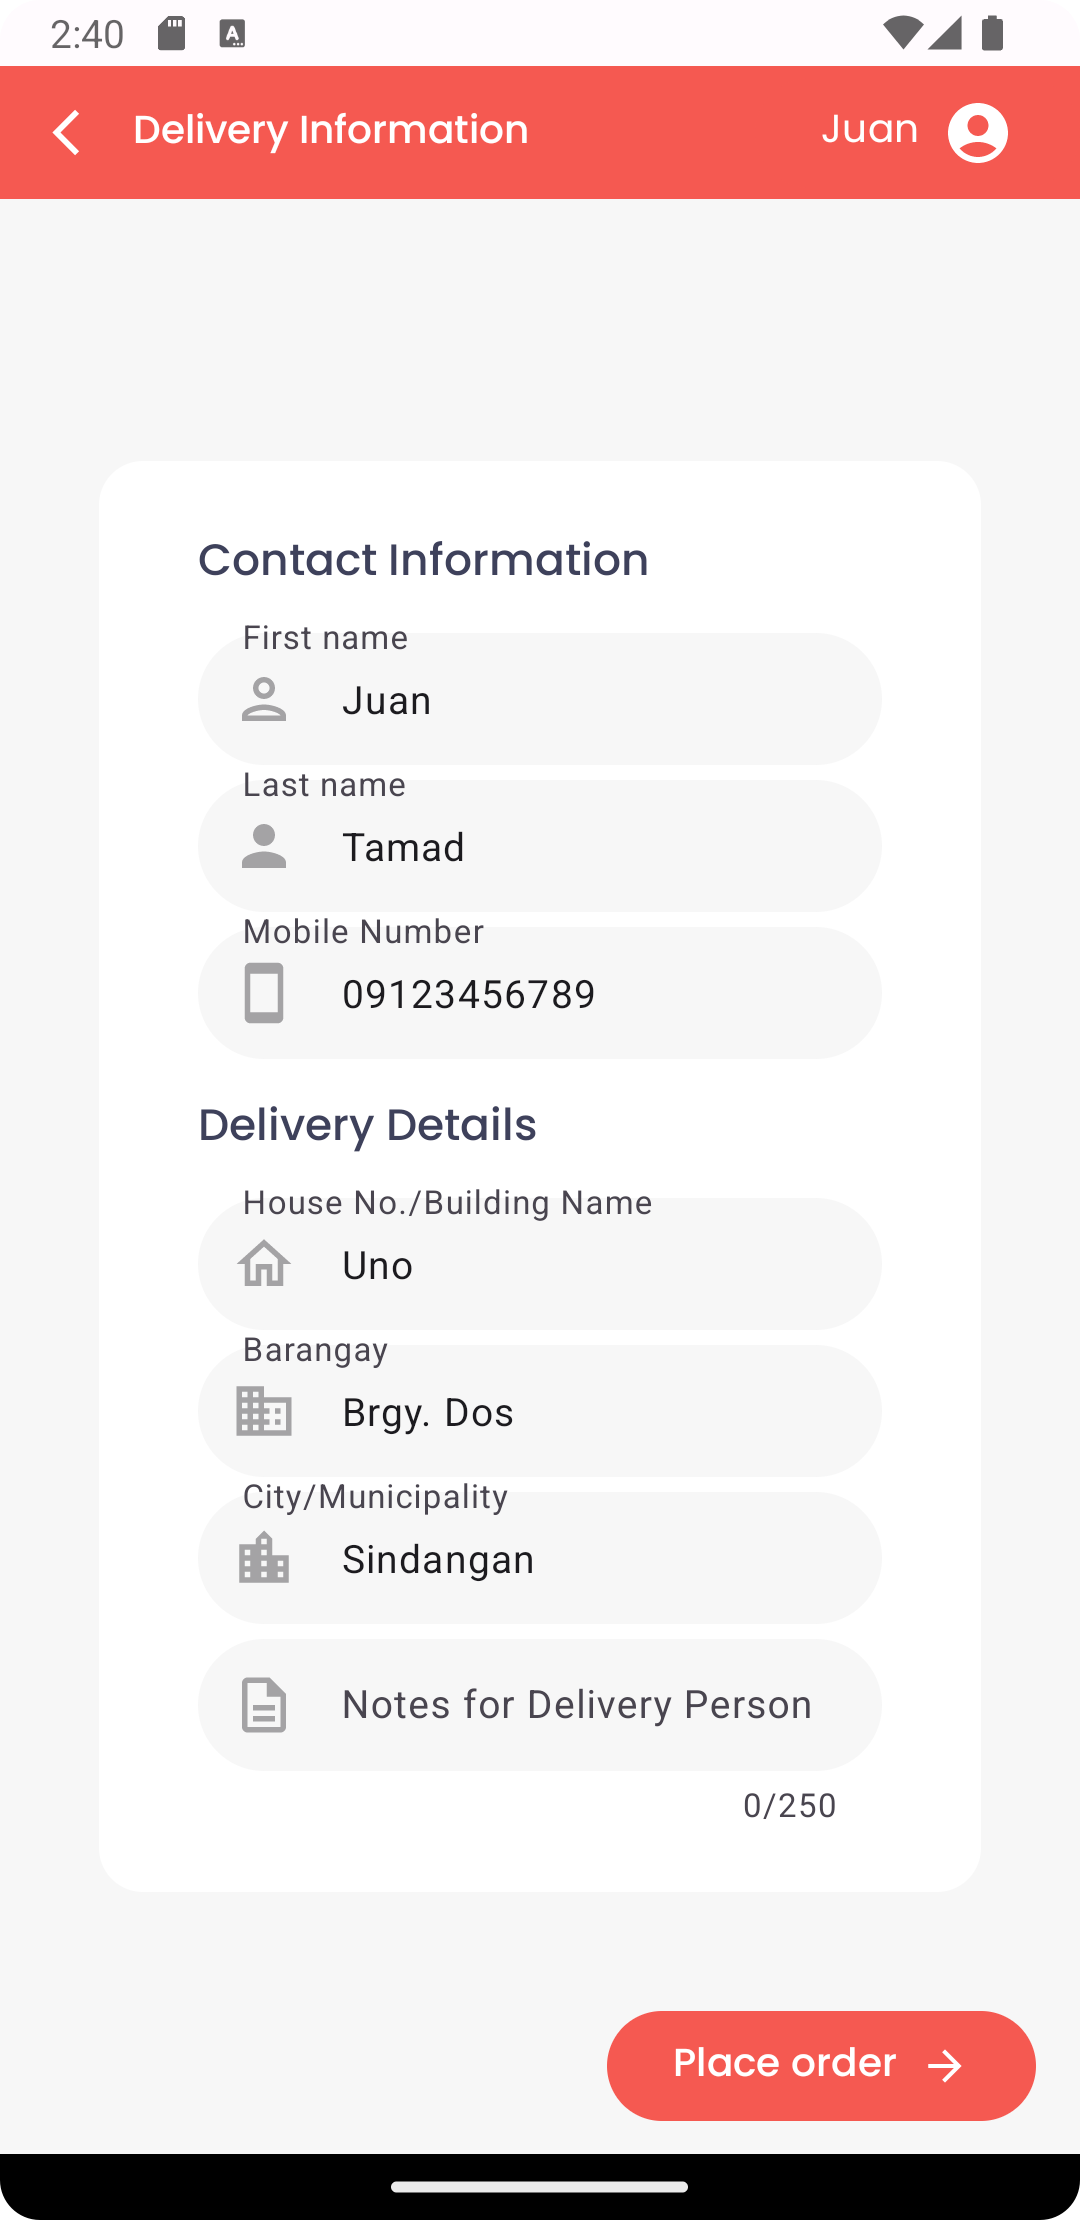 2:40
Delivery Information
Juan
Contact Information
First name
Juan
Last name
Tamad
Mobile Number
09123456789
Delivery Details
House No./Building Name
Uno
Barangay
Brgy. Dos
City/Municipality
Sindangan
Notes for Delivery Person
0/250
Place order